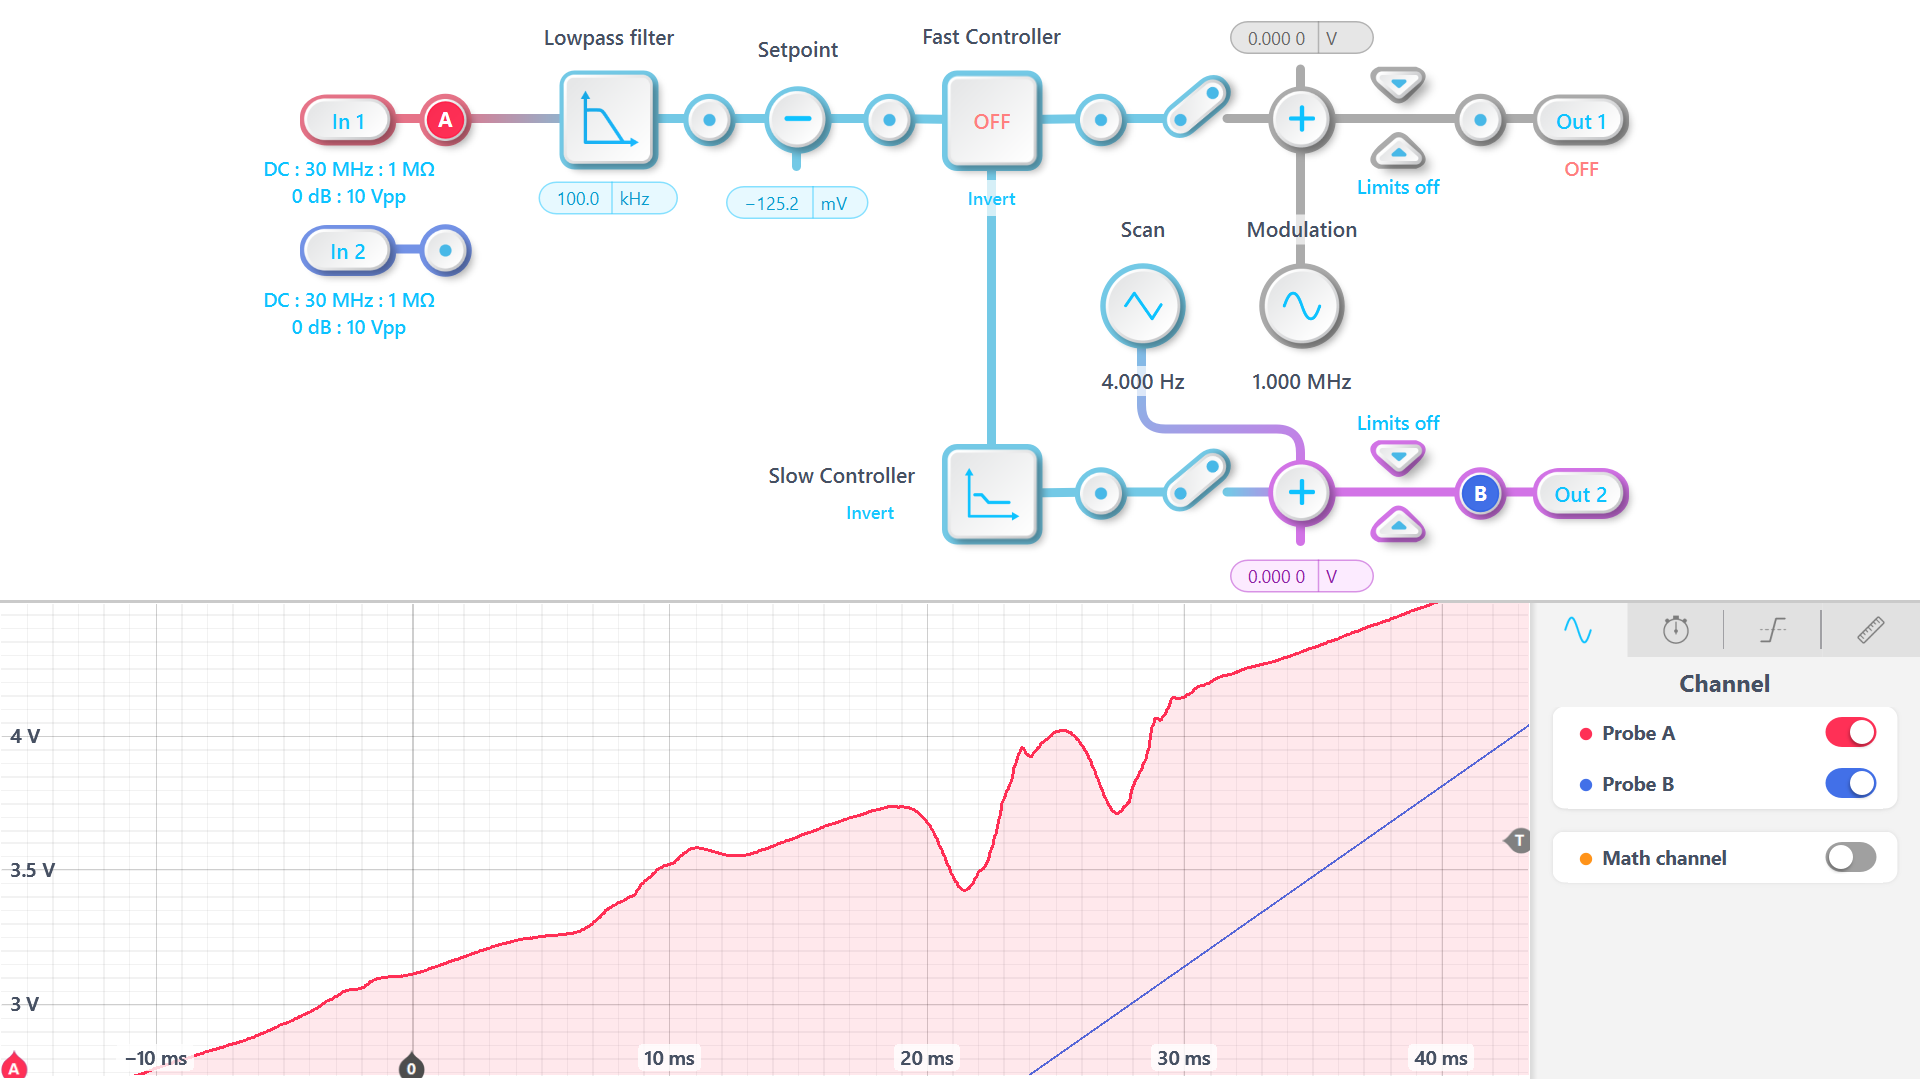 Lowpass filter
Setpoint
Fast Controller
0.000 0 V
In 1
A
OFF
Out 1
DC : 30 MHz : 1 MΩ
0 dB : 10 Vpp
100.0 kHz
−125.2 mV
Invert
Limits off
OFF
In 2
DC : 30 MHz : 1 MΩ
0 dB : 10 Vpp
Scan
Modulation
4.000 Hz
1.000 MHz
Limits off
Slow Controller
Invert
B
Out 2
0.000 0 V
4 V
3.5 V
3 V
−10 ms
10 ms
20 ms
30 ms
40 ms
A
0
T
Channel
Probe A
Probe B
Math channel